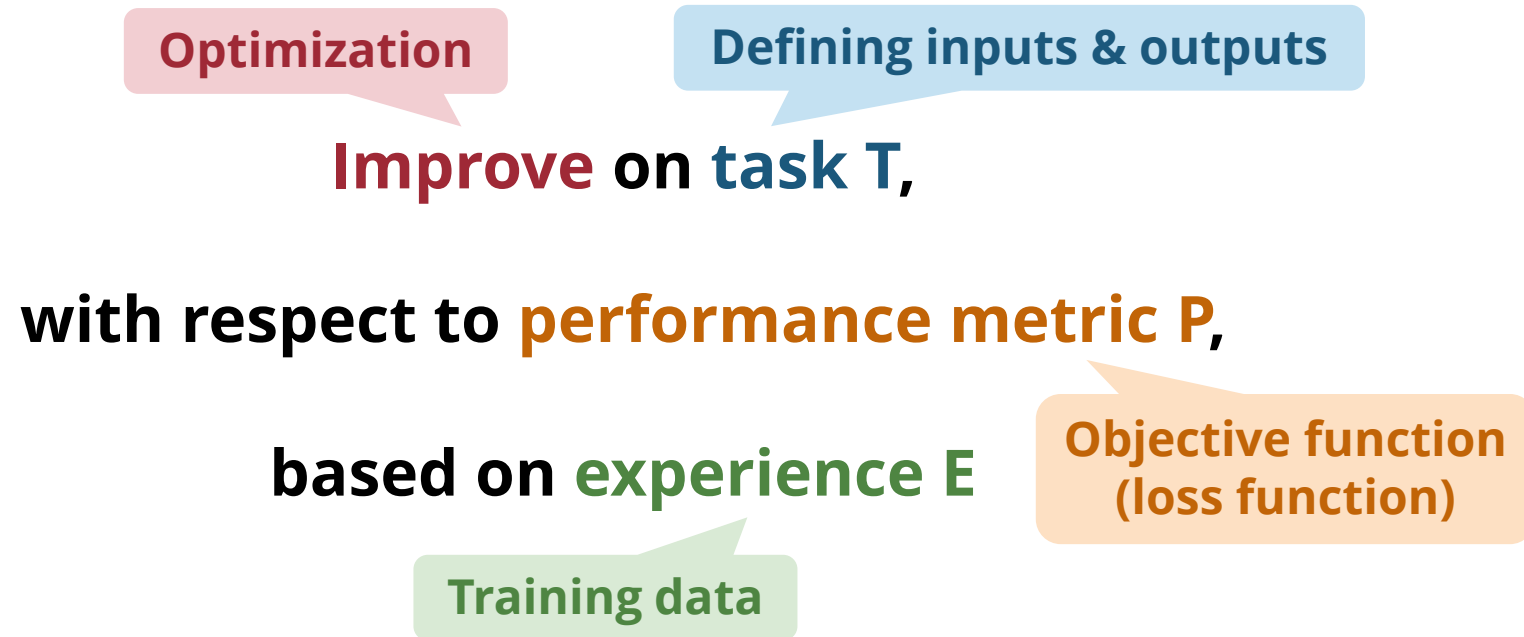 Optimization
Defining inputs & outputs
Improve on task T,
with respect to performance metric P,
based on experience E
Objective function
(loss function)
Training data